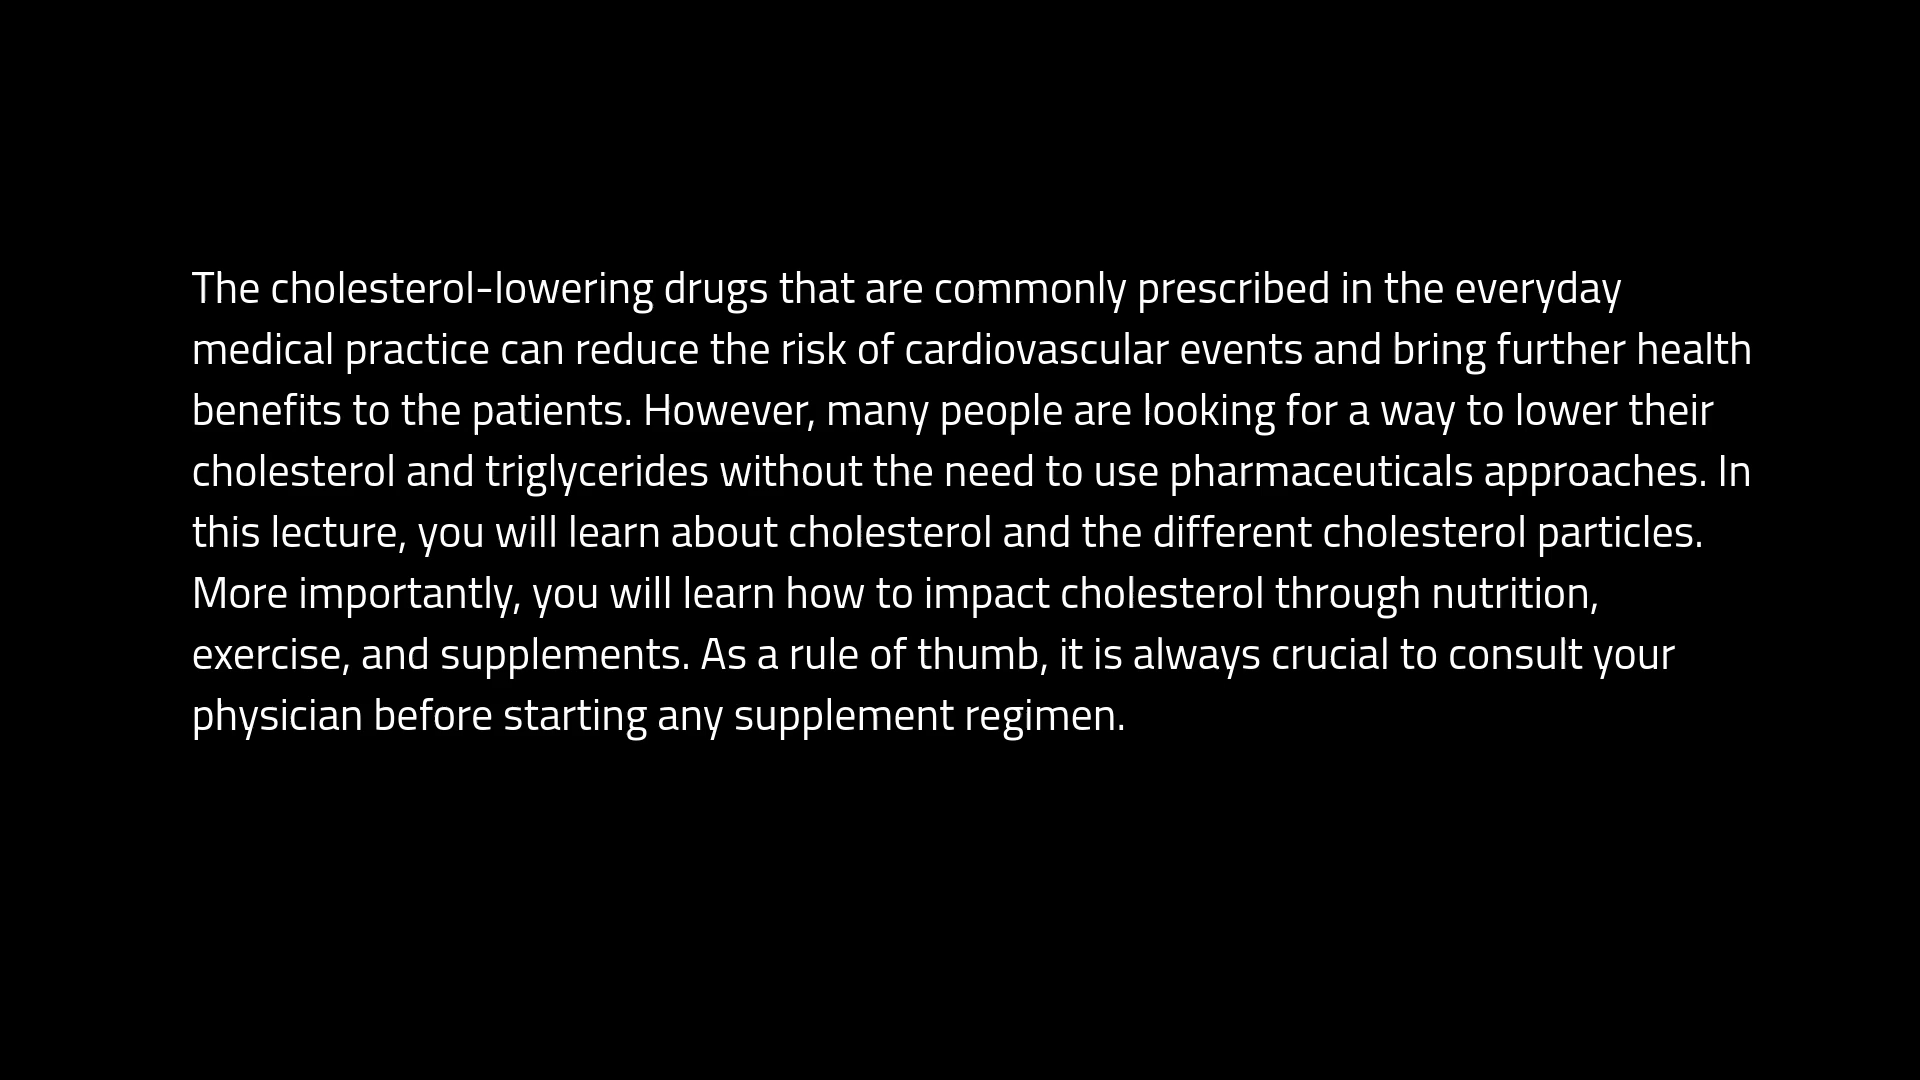 The cholesterol-lowering drugs that are commonly prescribed in the everyday
medical practice can reduce the risk of cardiovascular events and bring further health
benefits to the patients. However, many people are looking for a way to lower their
cholesterol and triglycerides without the need to use pharmaceuticals approaches. In
this lecture, you will learn about cholesterol and the different cholesterol particles.
More importantly, you will learn how to impact cholesterol through nutrition,
exercise, and supplements. As a rule of thumb, it is always crucial to consult your
physician before starting any supplement regimen.